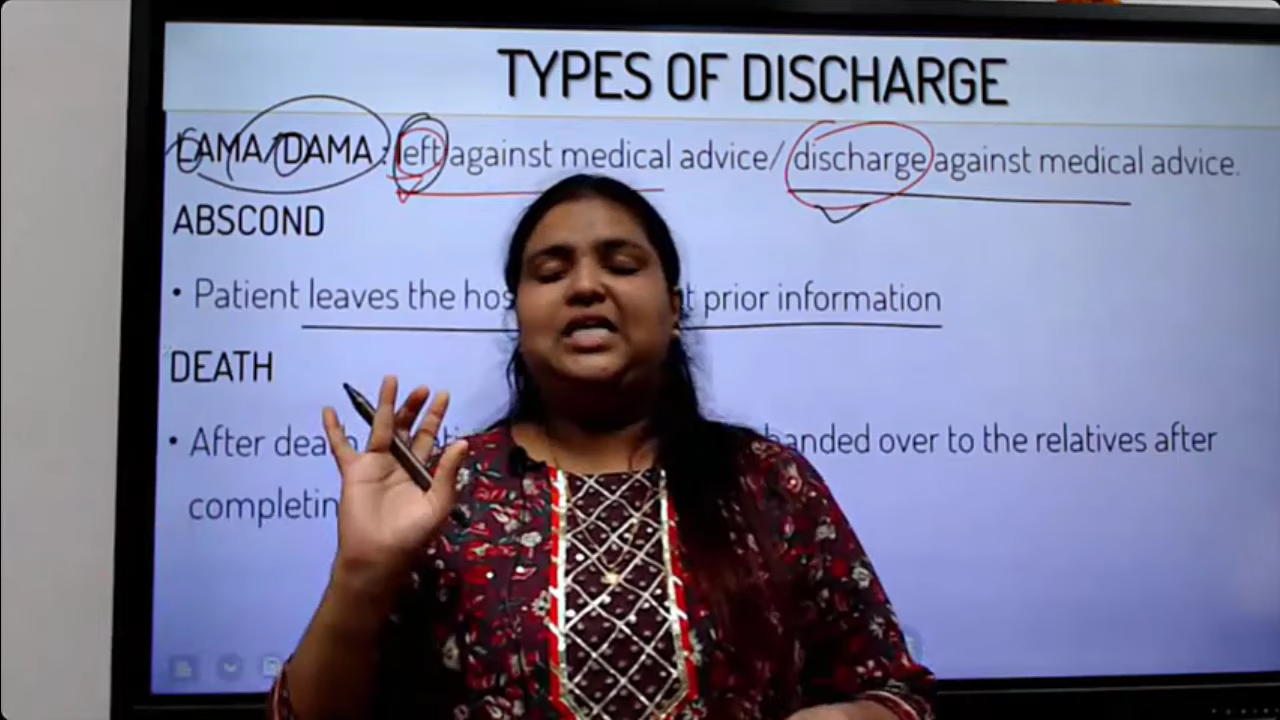 TYPES OF DISCHARGE
LAMA/DAMA : left against medical advice/ discharge against medical advice.
ABSCOND
• Patient leaves the hos t prior information
DEATH
• After dea handed over to the relatives after
completin